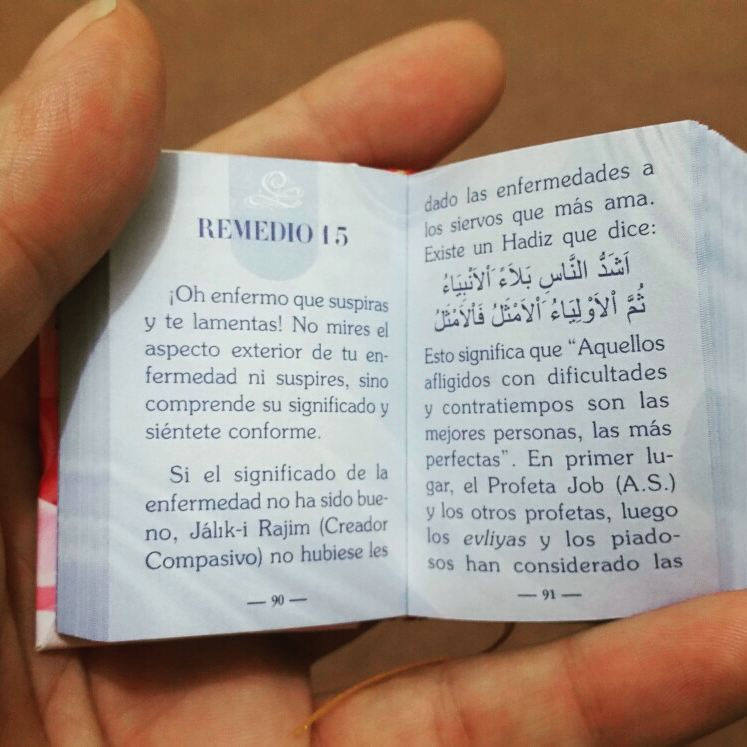 REMEDIO 15
¡Oh enfermo que suspiras
y te lamentas! No mires el
aspecto exterior de tu en-
fermedad ni suspires, sino
comprende su significado y
siéntete conforme.
Si el significado de la
enfermedad no ha sido bue-
no, Jálık-i Rajim (Creador
Compasivo) no hubiese les
— 90 —
dado las enfermedades a
los siervos que más ama.
Existe un Hadiz que dice:
اَشَدُّ النَّاسِ بَلَاءً اَلْاَنْبِيَاءُ
ثُمَّ اْلاَوْلِيَاءُ اَلْاَمْثَلُ فَاْلاَمْثَلُ
Esto significa que “Aquellos
afligidos con dificultades
y contratiempos son las
mejores personas, las más
perfectas”. En primer lu-
gar, el Profeta Job (A.S.)
y los otros profetas, luego
los evliyas y los piado-
sos han considerado las
— 91 —